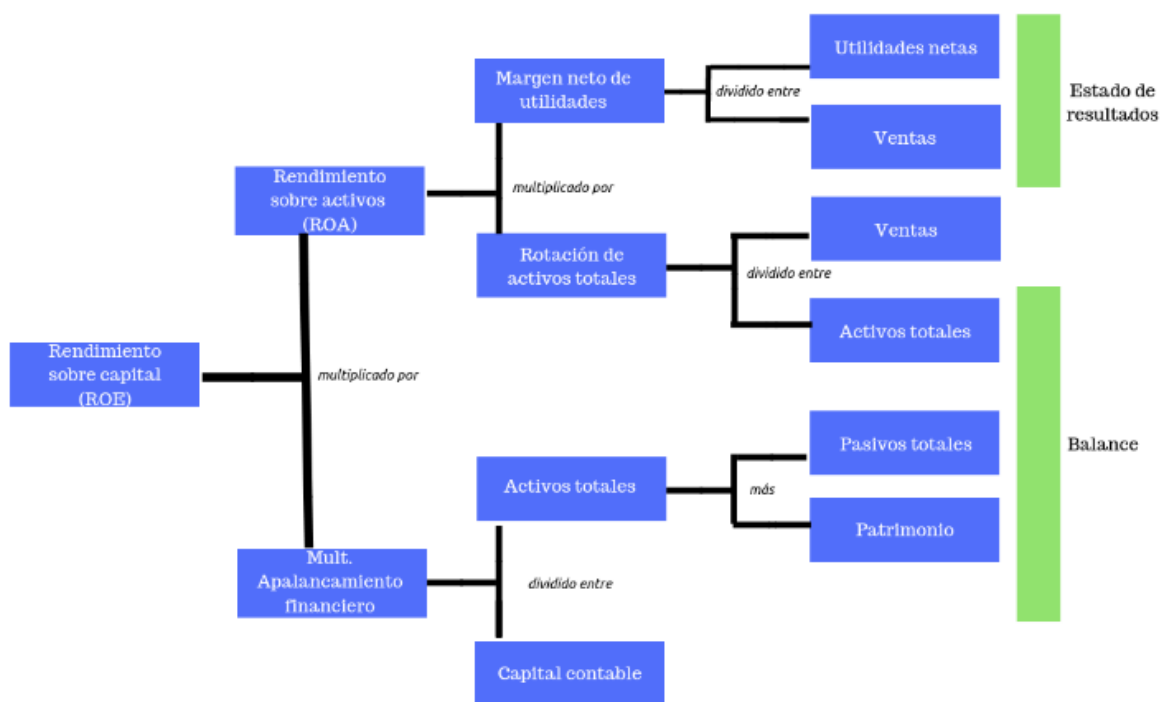 Utilidades netas
Margen neto de
utilidades
dividido entre
Estado de
resultados
Ventas
Rendimiento
sobre activos
(ROA)
multiplicado por
Ventas
Rotación de
activos totales
dividido entre
Activos totales
Rendimiento
sobre capital
(ROE)
multiplicado por
Pasivos totales
Balance
Activos totales
más
Patrimonio
Mult.
Apalancamiento
financiero
dividido entre
Capital contable